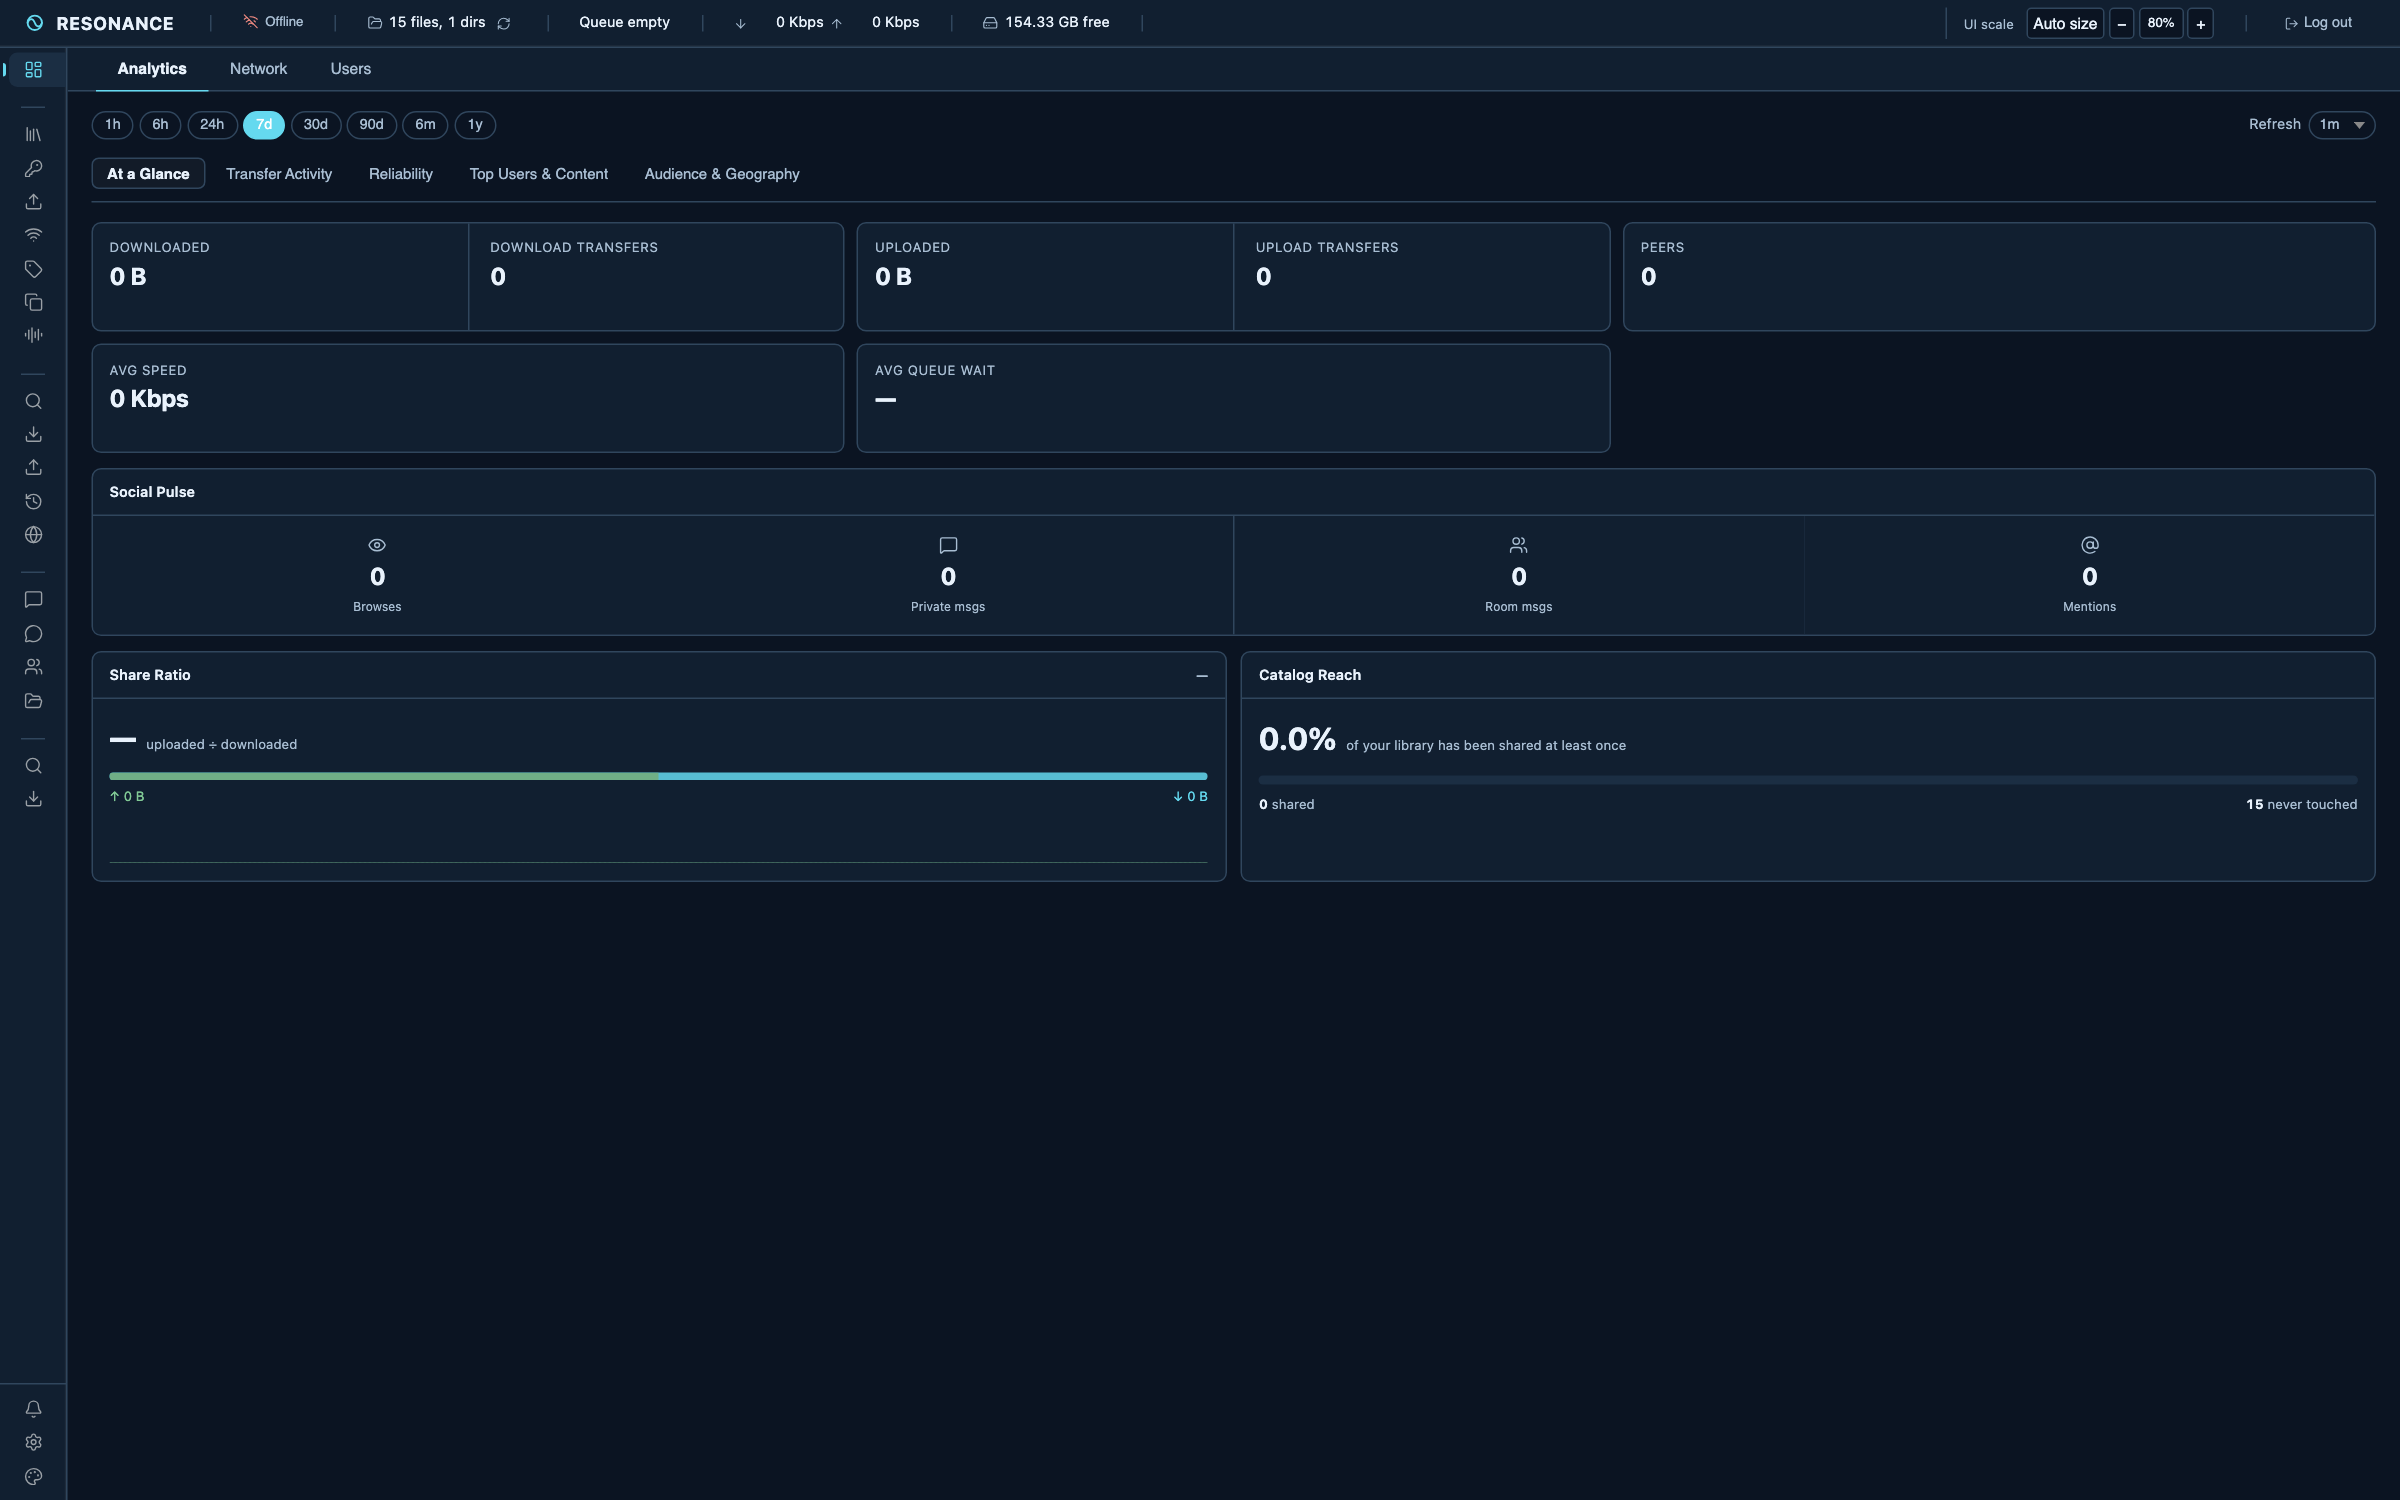 RESONANCE Offline 15 files, 1 dirs Queue empty ↓ 0 Kbps ↑ 0 Kbps 154.33 GB free UI scale Auto size – 80% + Log out
Analytics Network Users
1h 6h 24h 7d 30d 90d 6m 1y Refresh 1m
At a Glance Transfer Activity Reliability Top Users & Content Audience & Geography
DOWNLOADED DOWNLOAD TRANSFERS UPLOADED UPLOAD TRANSFERS PEERS
0 B 0 0 B 0 0
AVG SPEED AVG QUEUE WAIT
0 Kbps —
Social Pulse
0 0 0 0
Browses Private msgs Room msgs Mentions
Share Ratio — Catalog Reach
— uploaded ÷ downloaded 0.0% of your library has been shared at least once
↑ 0 B ↓ 0 B 0 shared 15 never touched